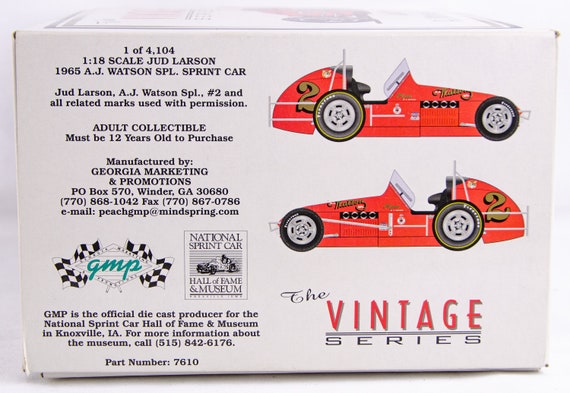 1 of 4,104
1:18 SCALE JUD LARSON
1965 A.J. WATSON SPL. SPRINT CAR
Jud Larson, A.J. Watson Spl., #2 and
all related marks used with permission.
ADULT COLLECTIBLE
Must be 12 Years Old to Purchase
Manufactured by:
GEORGIA MARKETING
& PROMOTIONS
PO Box 570, Winder, GA 30680
(770) 868-1042 Fax (770) 867-0786
e-mail: peachgmp@mindspring.com
gmp
NATIONAL
SPRINT CAR
HALL OF FAME
& MUSEUM
KNOXVILLE, IOWA
GMP is the official die cast producer for the
National Sprint Car Hall of Fame & Museum
in Knoxville, IA. For more information about
the museum, call (515) 842-6176.
Part Number: 7610
2
Watson
Watson
2
The
VINTAGE
SERIES